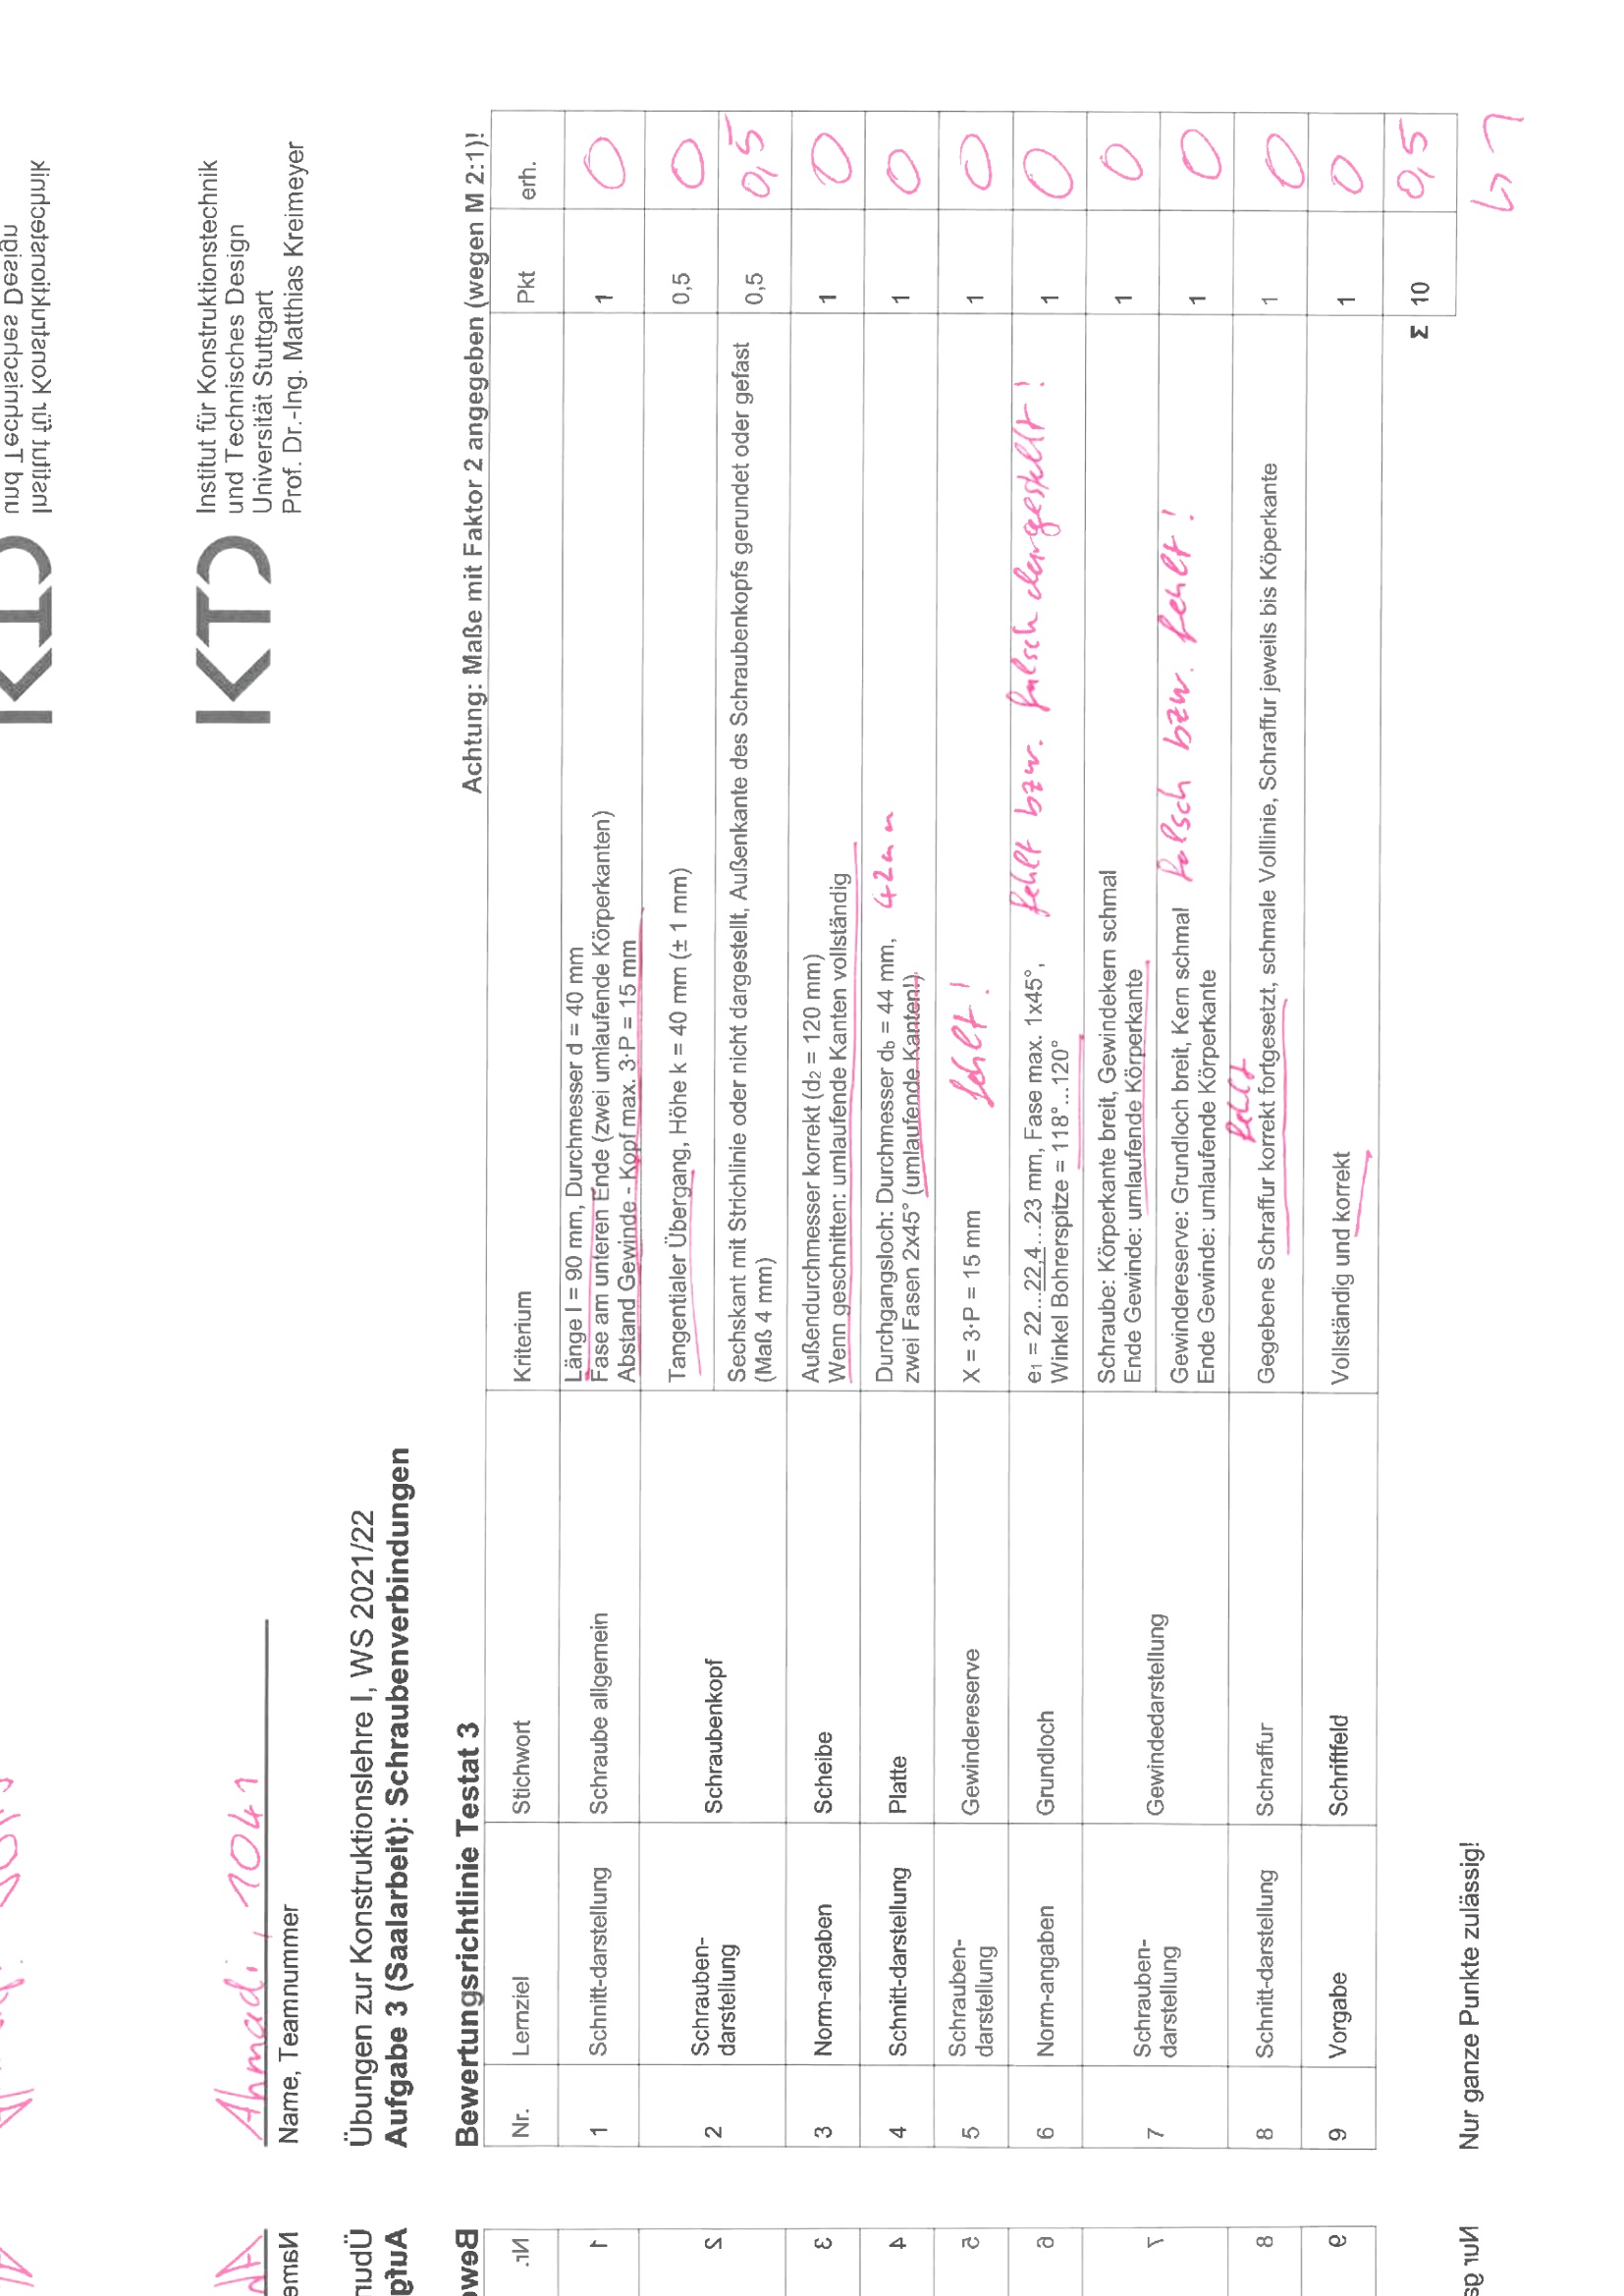 KTD
Institut für Konstruktionstechnik
und Technisches Design
Universität Stuttgart
Prof. Dr.-Ing. Matthias Kreimeyer
Ahmadi, 1041
Name, Teamnummer
Übungen zur Konstruktionslehre I, WS 2021/22
Aufgabe 3 (Saalarbeit): Schraubenverbindungen
Bewertungsrichtlinie Testat 3
Achtung: Maße mit Faktor 2 angegeben (wegen M 2:1)!
Nr. Lernziel Stichwort Kriterium Pkt erh.
1 Schnitt-darstellung Schraube allgemein Länge l = 90 mm, Durchmesser d = 40 mm 1 0
Fase am unteren Ende (zwei umlaufende Körperkanten)
Abstand Gewinde - Kopf max. 3·P = 15 mm
2 Schrauben-darstellung Schraubenkopf Tangentialer Übergang, Höhe k = 40 mm (± 1 mm) 0,5 0
Sechskant mit Strichlinie oder nicht dargestellt, Außenkante des Schraubenkopfs gerundet oder gefast 0,5 0,5
(Maß 4 mm)
3 Norm-angaben Scheibe Außendurchmesser korrekt (d2 = 120 mm) 1 0
Wenn geschnitten: umlaufende Kanten vollständig
4 Schnitt-darstellung Platte Durchgangsloch: Durchmesser db = 44 mm, 42mm 1 0
zwei Fasen 2x45° (umlaufende Kanten!)
5 Schrauben-darstellung Gewindereserve X = 3·P = 15 mm fehlt! 1 0
6 Norm-angaben Grundloch e1 = 22...22,4...23 mm, Fase max. 1x45°, fehlt bzw. falsch dargestellt! 1 0
Winkel Bohrerspitze = 118°...120°
7 Schrauben-darstellung Gewindedarstellung Schraube: Körperkante breit, Gewindekern schmal 1 0
Ende Gewinde: umlaufende Körperkante
Gewindereserve: Grundloch breit, Kern schmal falsch bzw. fehlt! 1 0
Ende Gewinde: umlaufende Körperkante
fehlt
8 Schnitt-darstellung Schraffur Gegebene Schraffur korrekt fortgesetzt, schmale Volllinie, Schraffur jeweils bis Köperkante 1 0
9 Vorgabe Schriftfeld Vollständig und korrekt 1 0
Σ 10 0,5
↳ 1
Nur ganze Punkte zulässig!